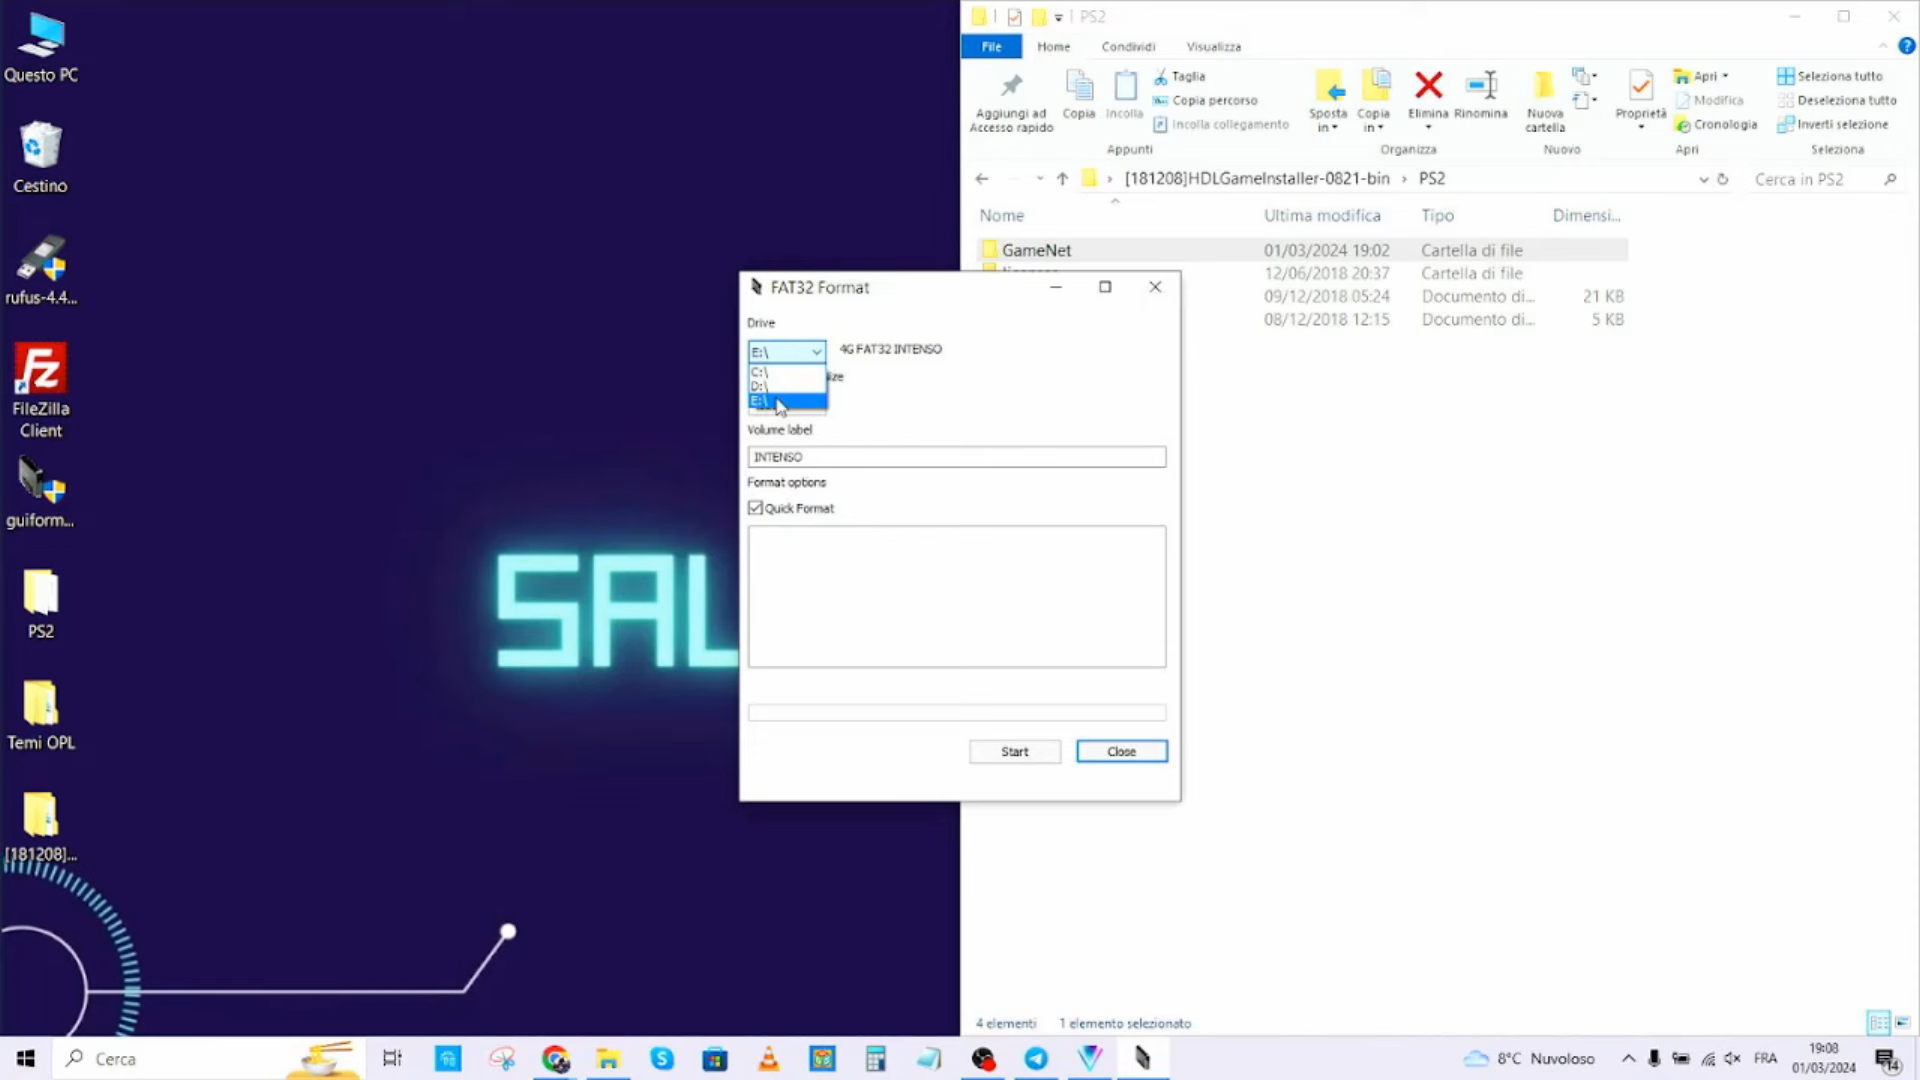 Questo PC
Cestino
rufus-4.4...
FileZilla
Client
guiform...
PS2
Temi OPL
[181208]...
SAL
PS2
File
Home
Condividi
Visualizza
Aggiungi ad
Accesso rapido
Copia
Incolla
Taglia
Copia percorso
Incolla collegamento
Appunti
Sposta
in
Copia
in
Elimina
Rinomina
Organizza
Nuova
cartella
Nuovo
Proprietà
Apri
Modifica
Cronologia
Apri
Seleziona tutto
Deseleziona tutto
Inverti selezione
Seleziona
[181208]HDLGameInstaller-0821-bin
PS2
Cerca in PS2
Nome
Ultima modifica
Tipo
Dimensi...
GameNet
01/03/2024 19:02
Cartella di file
12/06/2018 20:37
Cartella di file
09/12/2018 05:24
Documento di...
21 KB
08/12/2018 12:15
Documento di...
5 KB
FAT32 Format
Drive
E:\
4G FAT32 INTENSO
C:\
D:\
E:\
Volume label
INTENSO
Format options
Quick Format
Start
Close
4 elementi
1 elemento selezionato
Cerca
8°C Nuvoloso
FRA
19:08
01/03/2024
14